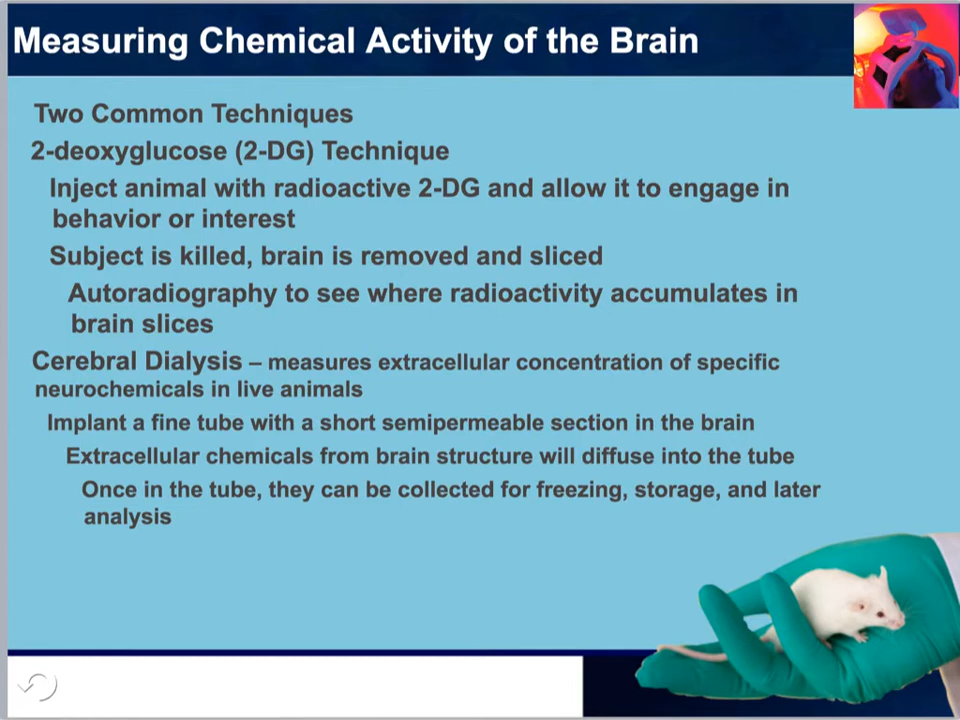 Measuring Chemical Activity of the Brain
Two Common Techniques
2-deoxyglucose (2-DG) Technique
Inject animal with radioactive 2-DG and allow it to engage in
behavior or interest
Subject is killed, brain is removed and sliced
Autoradiography to see where radioactivity accumulates in
brain slices
Cerebral Dialysis – measures extracellular concentration of specific
neurochemicals in live animals
Implant a fine tube with a short semipermeable section in the brain
Extracellular chemicals from brain structure will diffuse into the tube
Once in the tube, they can be collected for freezing, storage, and later
analysis